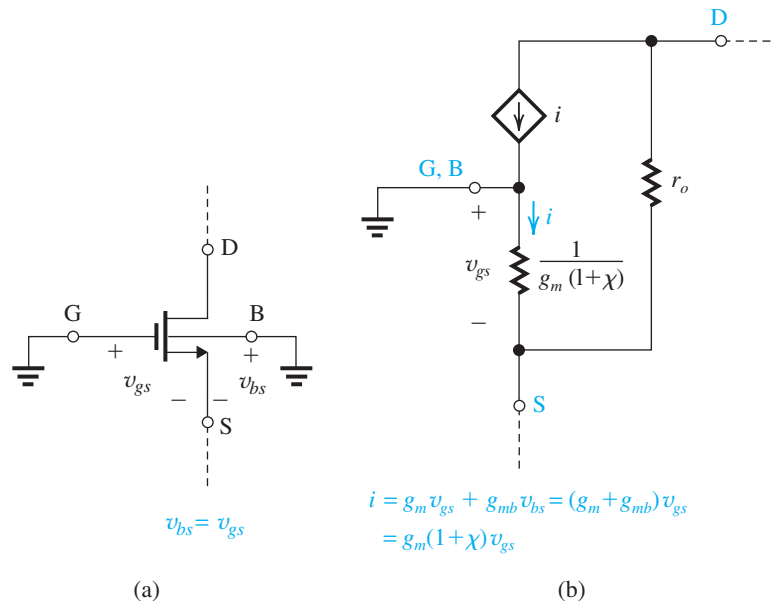 D
G, B
i
+
i
r_o
v_gs
1
g_m (1+χ)
−
S
D
G
B
+
+
v_gs
v_bs
−
−
S
v_bs = v_gs
i = g_m v_gs + g_mb v_bs = (g_m + g_mb) v_gs
= g_m (1+χ) v_gs
(a)
(b)